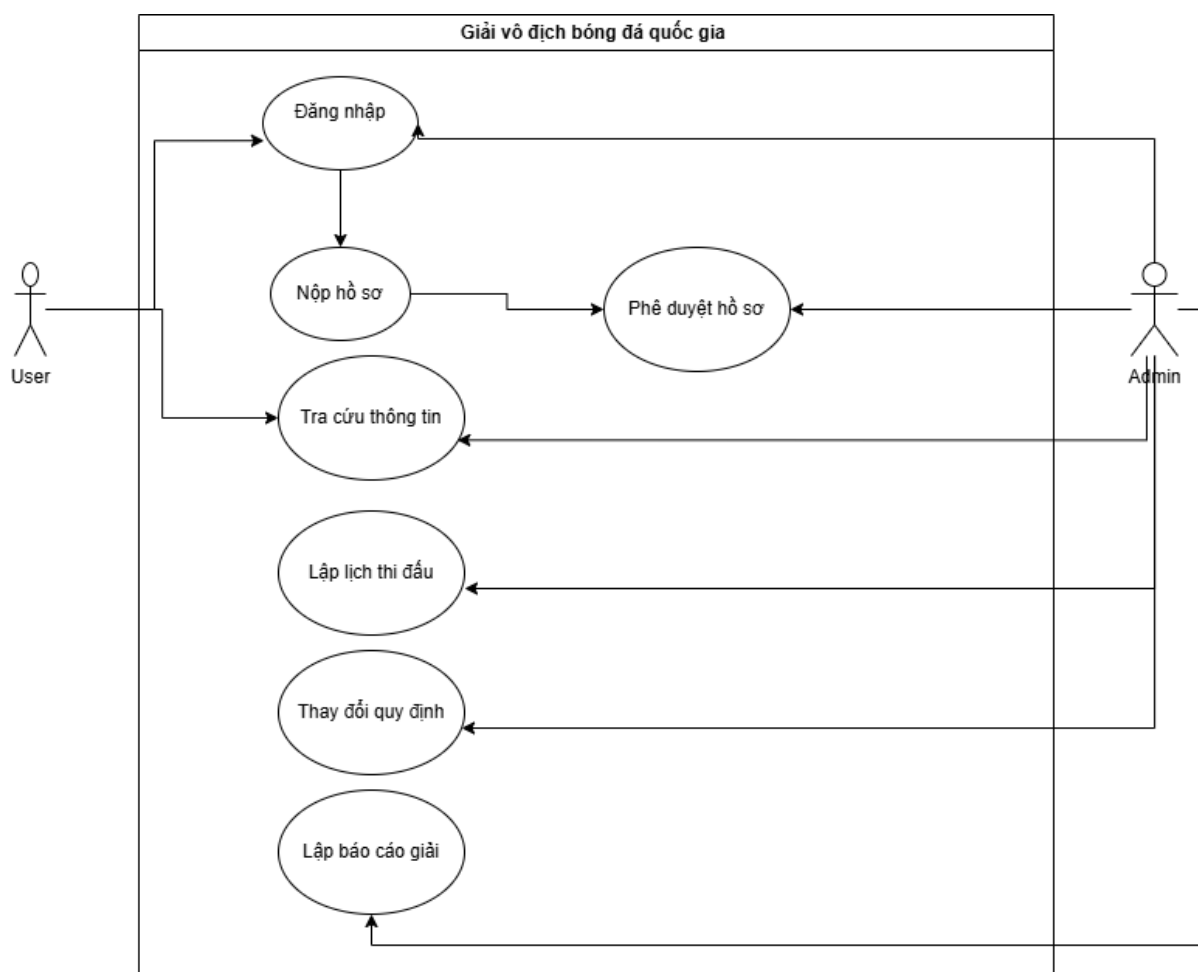 Giải vô địch bóng đá quốc gia
Đăng nhập
Nộp hồ sơ
Phê duyệt hồ sơ
User
Admin
Tra cứu thông tin
Lập lịch thi đấu
Thay đổi quy định
Lập báo cáo giải